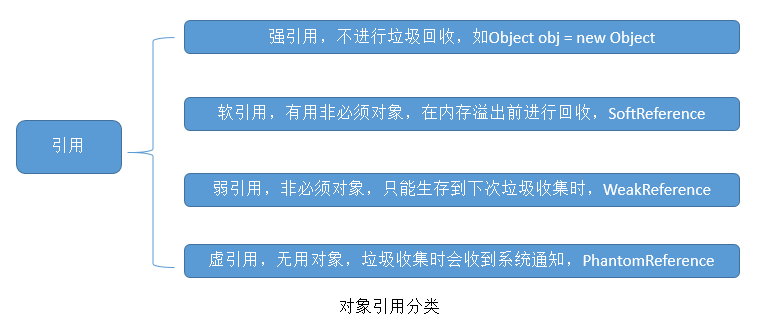 强引用，不进行垃圾回收，如Object obj = new Object
软引用，有用非必须对象，在内存溢出前进行回收，SoftReference
引用
弱引用，非必须对象，只能生存到下次垃圾收集时，WeakReference
虚引用，无用对象，垃圾收集时会收到系统通知，PhantomReference
对象引用分类